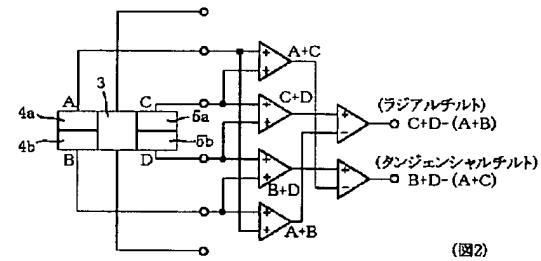 A+C
3
A
C
4a
5a
C+D
(ラジアルチルト)
C+D-(A+B)
4b
5b
B
D
(タンジェンシャルチルト)
B+D-(A+C)
B+D
A+B
(図2)